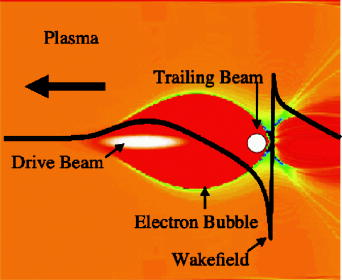 Plasma
Trailing Beam
Drive Beam
Electron Bubble
Wakefield